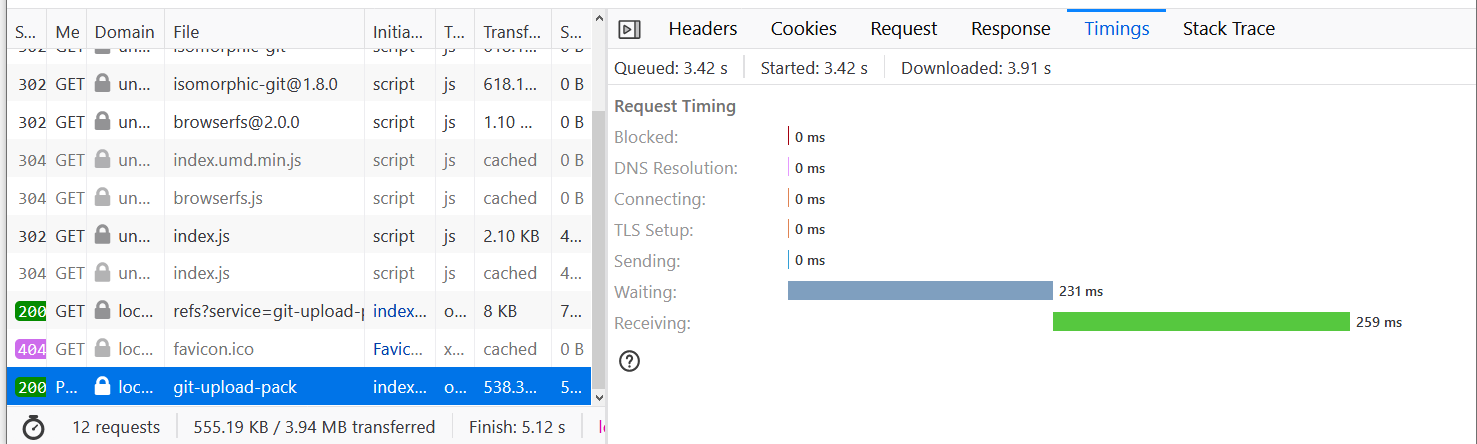 S... Me Domain File Initia... T... Transf... S...
302 GET un... isomorphic-git script js 618.1... 0 B
302 GET un... isomorphic-git@1.8.0 script js 618.1... 0 B
302 GET un... browserfs@2.0.0 script js 1.10 ... 0 B
304 GET un... index.umd.min.js script js cached 0 B
304 GET un... browserfs.js script js cached 0 B
302 GET un... index.js script js 2.10 KB 4...
304 GET un... index.js script js cached 4...
200 GET loc... refs?service=git-upload-p index... o... 8 KB 7...
404 GET loc... favicon.ico Favic... x... cached 0 B
200 P... loc... git-upload-pack index... o... 538.3... 5...
12 requests 555.19 KB / 3.94 MB transferred Finish: 5.12 s
Headers Cookies Request Response Timings Stack Trace
Queued: 3.42 s Started: 3.42 s Downloaded: 3.91 s
Request Timing
Blocked: 0 ms
DNS Resolution: 0 ms
Connecting: 0 ms
TLS Setup: 0 ms
Sending: 0 ms
Waiting: 231 ms
Receiving: 259 ms
?